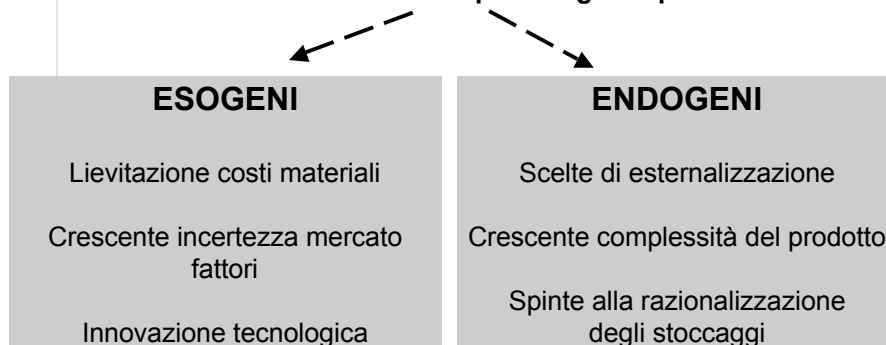 ESOGENI
Lievitazione costi materiali
Crescente incertezza mercato
fattori
Innovazione tecnologica
ENDOGENI
Scelte di esternalizzazione
Crescente complessità del prodotto
Spinte alla razionalizzazione
degli stoccaggi